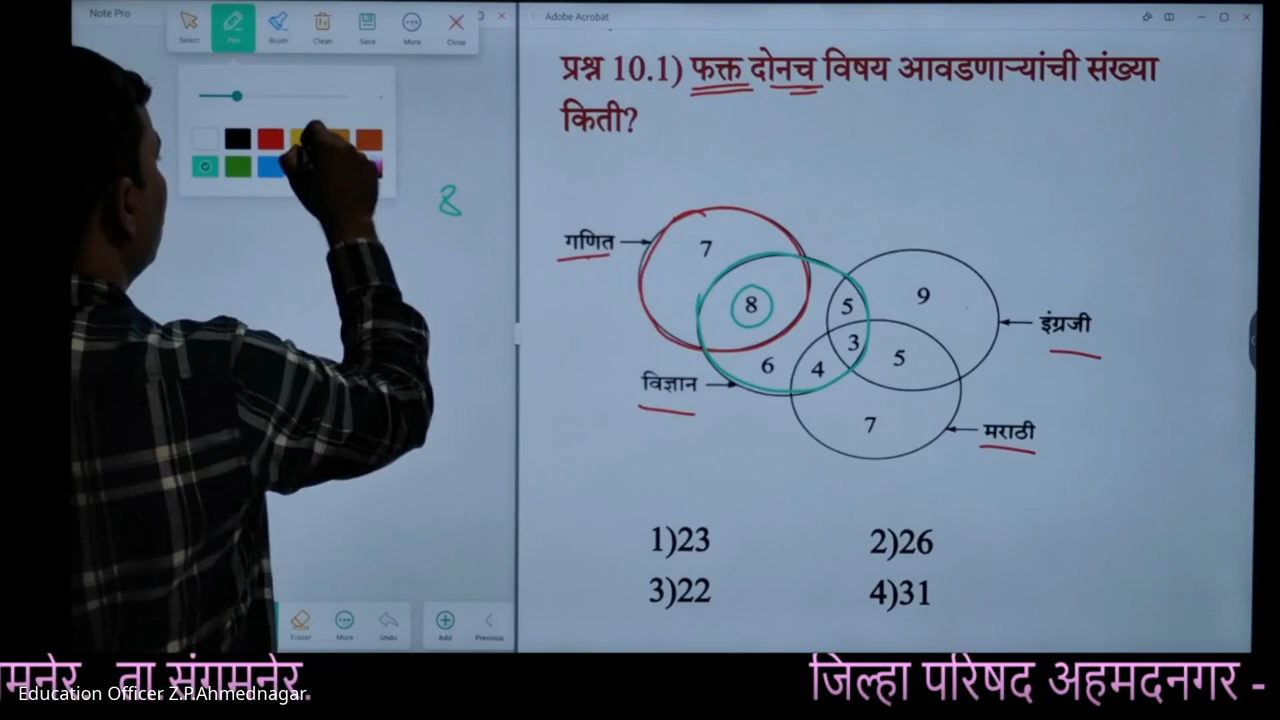 Note Pro
Select
Pen
Brush
Clean
Save
More
Close
Adobe Acrobat
प्रश्न 10.1) फक्त दोनच विषय आवडणाऱ्यांची संख्या
किती?
8
गणित
7
8
5
9
इंग्रजी
3
5
6
4
विज्ञान
7
मराठी
1)23
2)26
3)22
4)31
Eraser
More
Undo
Add
Previous
मनेर ता संगमनेर.
जिल्हा परिषद अहमदनगर -
Education Officer Z.P.Ahmednagar.